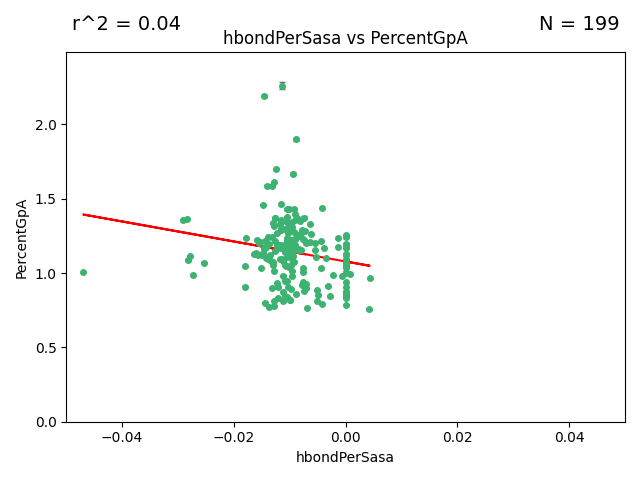 r^2 = 0.04
N = 199
hbondPerSasa vs PercentGpA
PercentGpA
2.0
1.5
1.0
0.5
0.0
−0.04
−0.02
0.00
0.02
0.04
hbondPerSasa